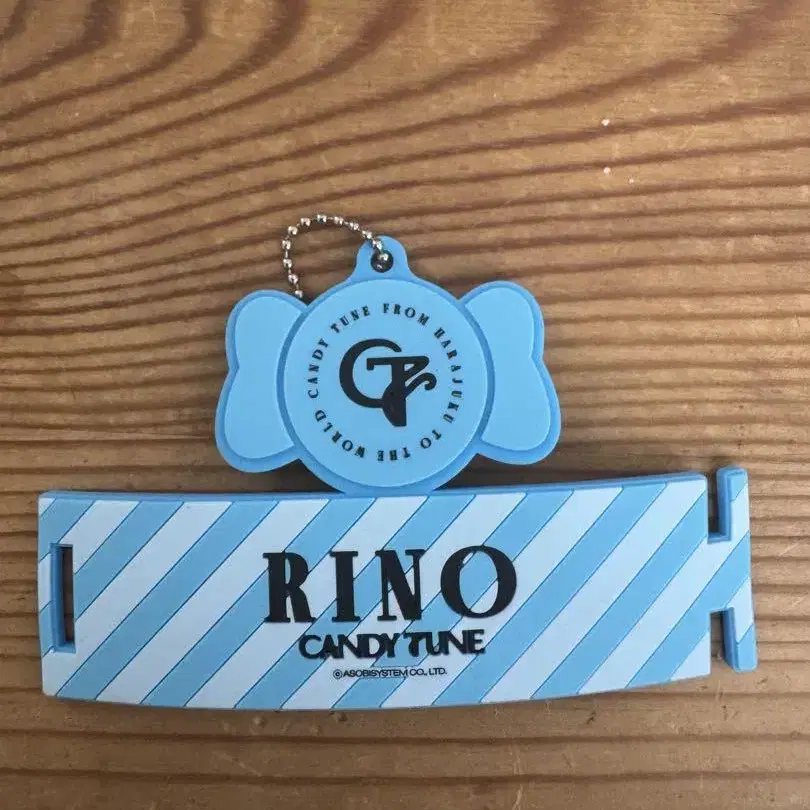 CANDY TUNE FROM HARAJUKU TO THE WORLD
CT
RINO
CANDY TUNE
©ASOBISYSTEM CO., LTD.